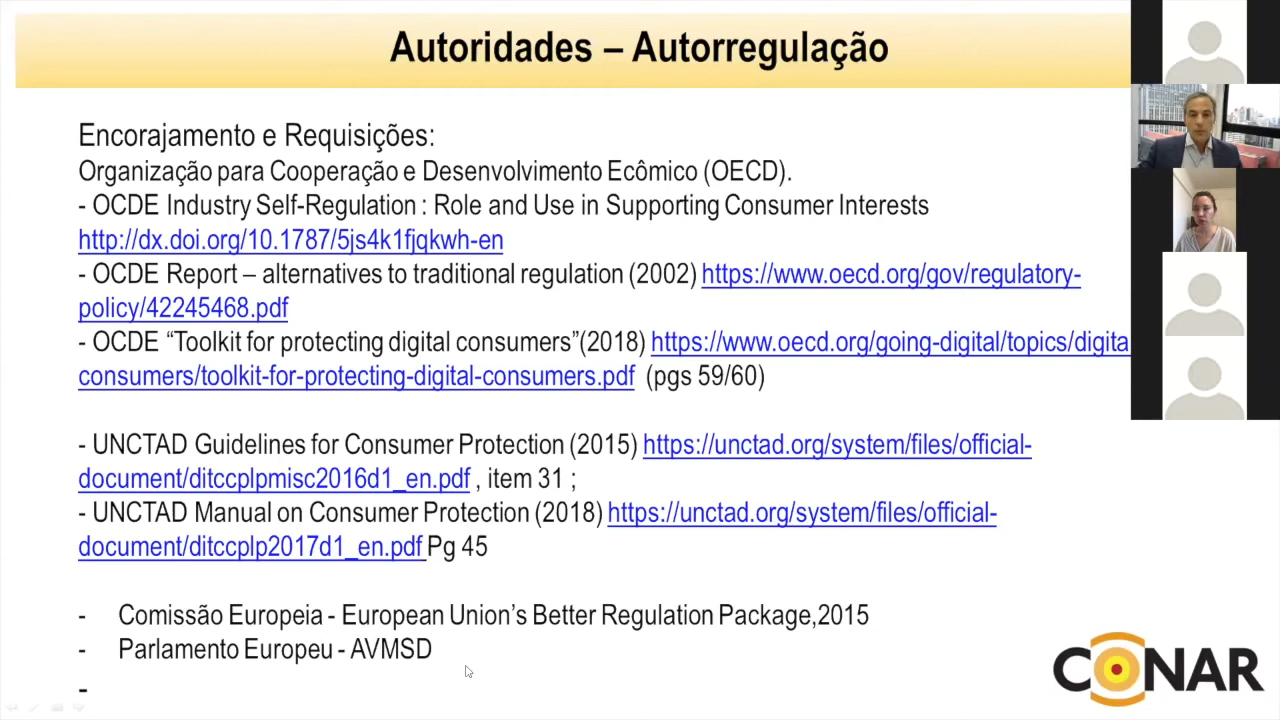 Autoridades – Autorregulação
Encorajamento e Requisições:
Organização para Cooperação e Desenvolvimento Ecômico (OECD).
- OCDE Industry Self-Regulation : Role and Use in Supporting Consumer Interests
http://dx.doi.org/10.1787/5js4k1fjqkwh-en
- OCDE Report – alternatives to traditional regulation (2002) https://www.oecd.org/gov/regulatory-
policy/42245468.pdf
- OCDE “Toolkit for protecting digital consumers”(2018) https://www.oecd.org/going-digital/topics/digita
consumers/toolkit-for-protecting-digital-consumers.pdf (pgs 59/60)
- UNCTAD Guidelines for Consumer Protection (2015) https://unctad.org/system/files/official-
document/ditccplpmisc2016d1_en.pdf , item 31 ;
- UNCTAD Manual on Consumer Protection (2018) https://unctad.org/system/files/official-
document/ditccplp2017d1_en.pdf Pg 45
- Comissão Europeia - European Union’s Better Regulation Package,2015
- Parlamento Europeu - AVMSD
-
CONAR